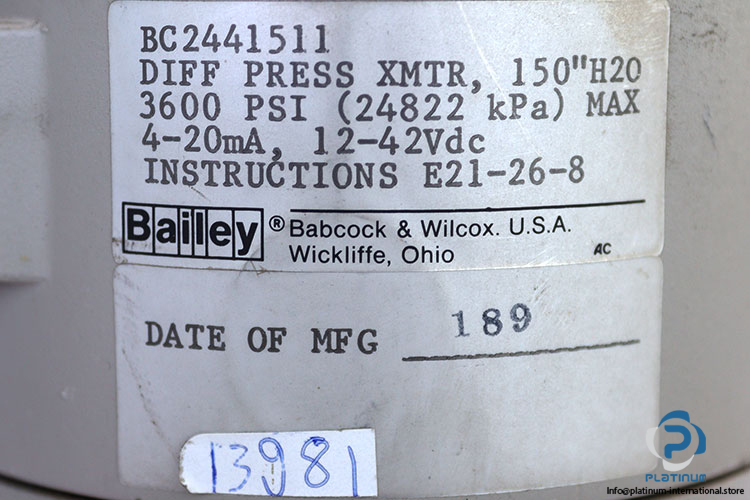 BC2441511
DIFF PRESS XMTR, 150"H2O
3600 PSI (24822 kPa) MAX
4-20mA, 12-42Vdc
INSTRUCTIONS E21-26-8
Bailey ® Babcock & Wilcox. U.S.A.
Wickliffe, Ohio
AC
DATE OF MFG 189
13981
PLATINUM
Info@platinum-international.store